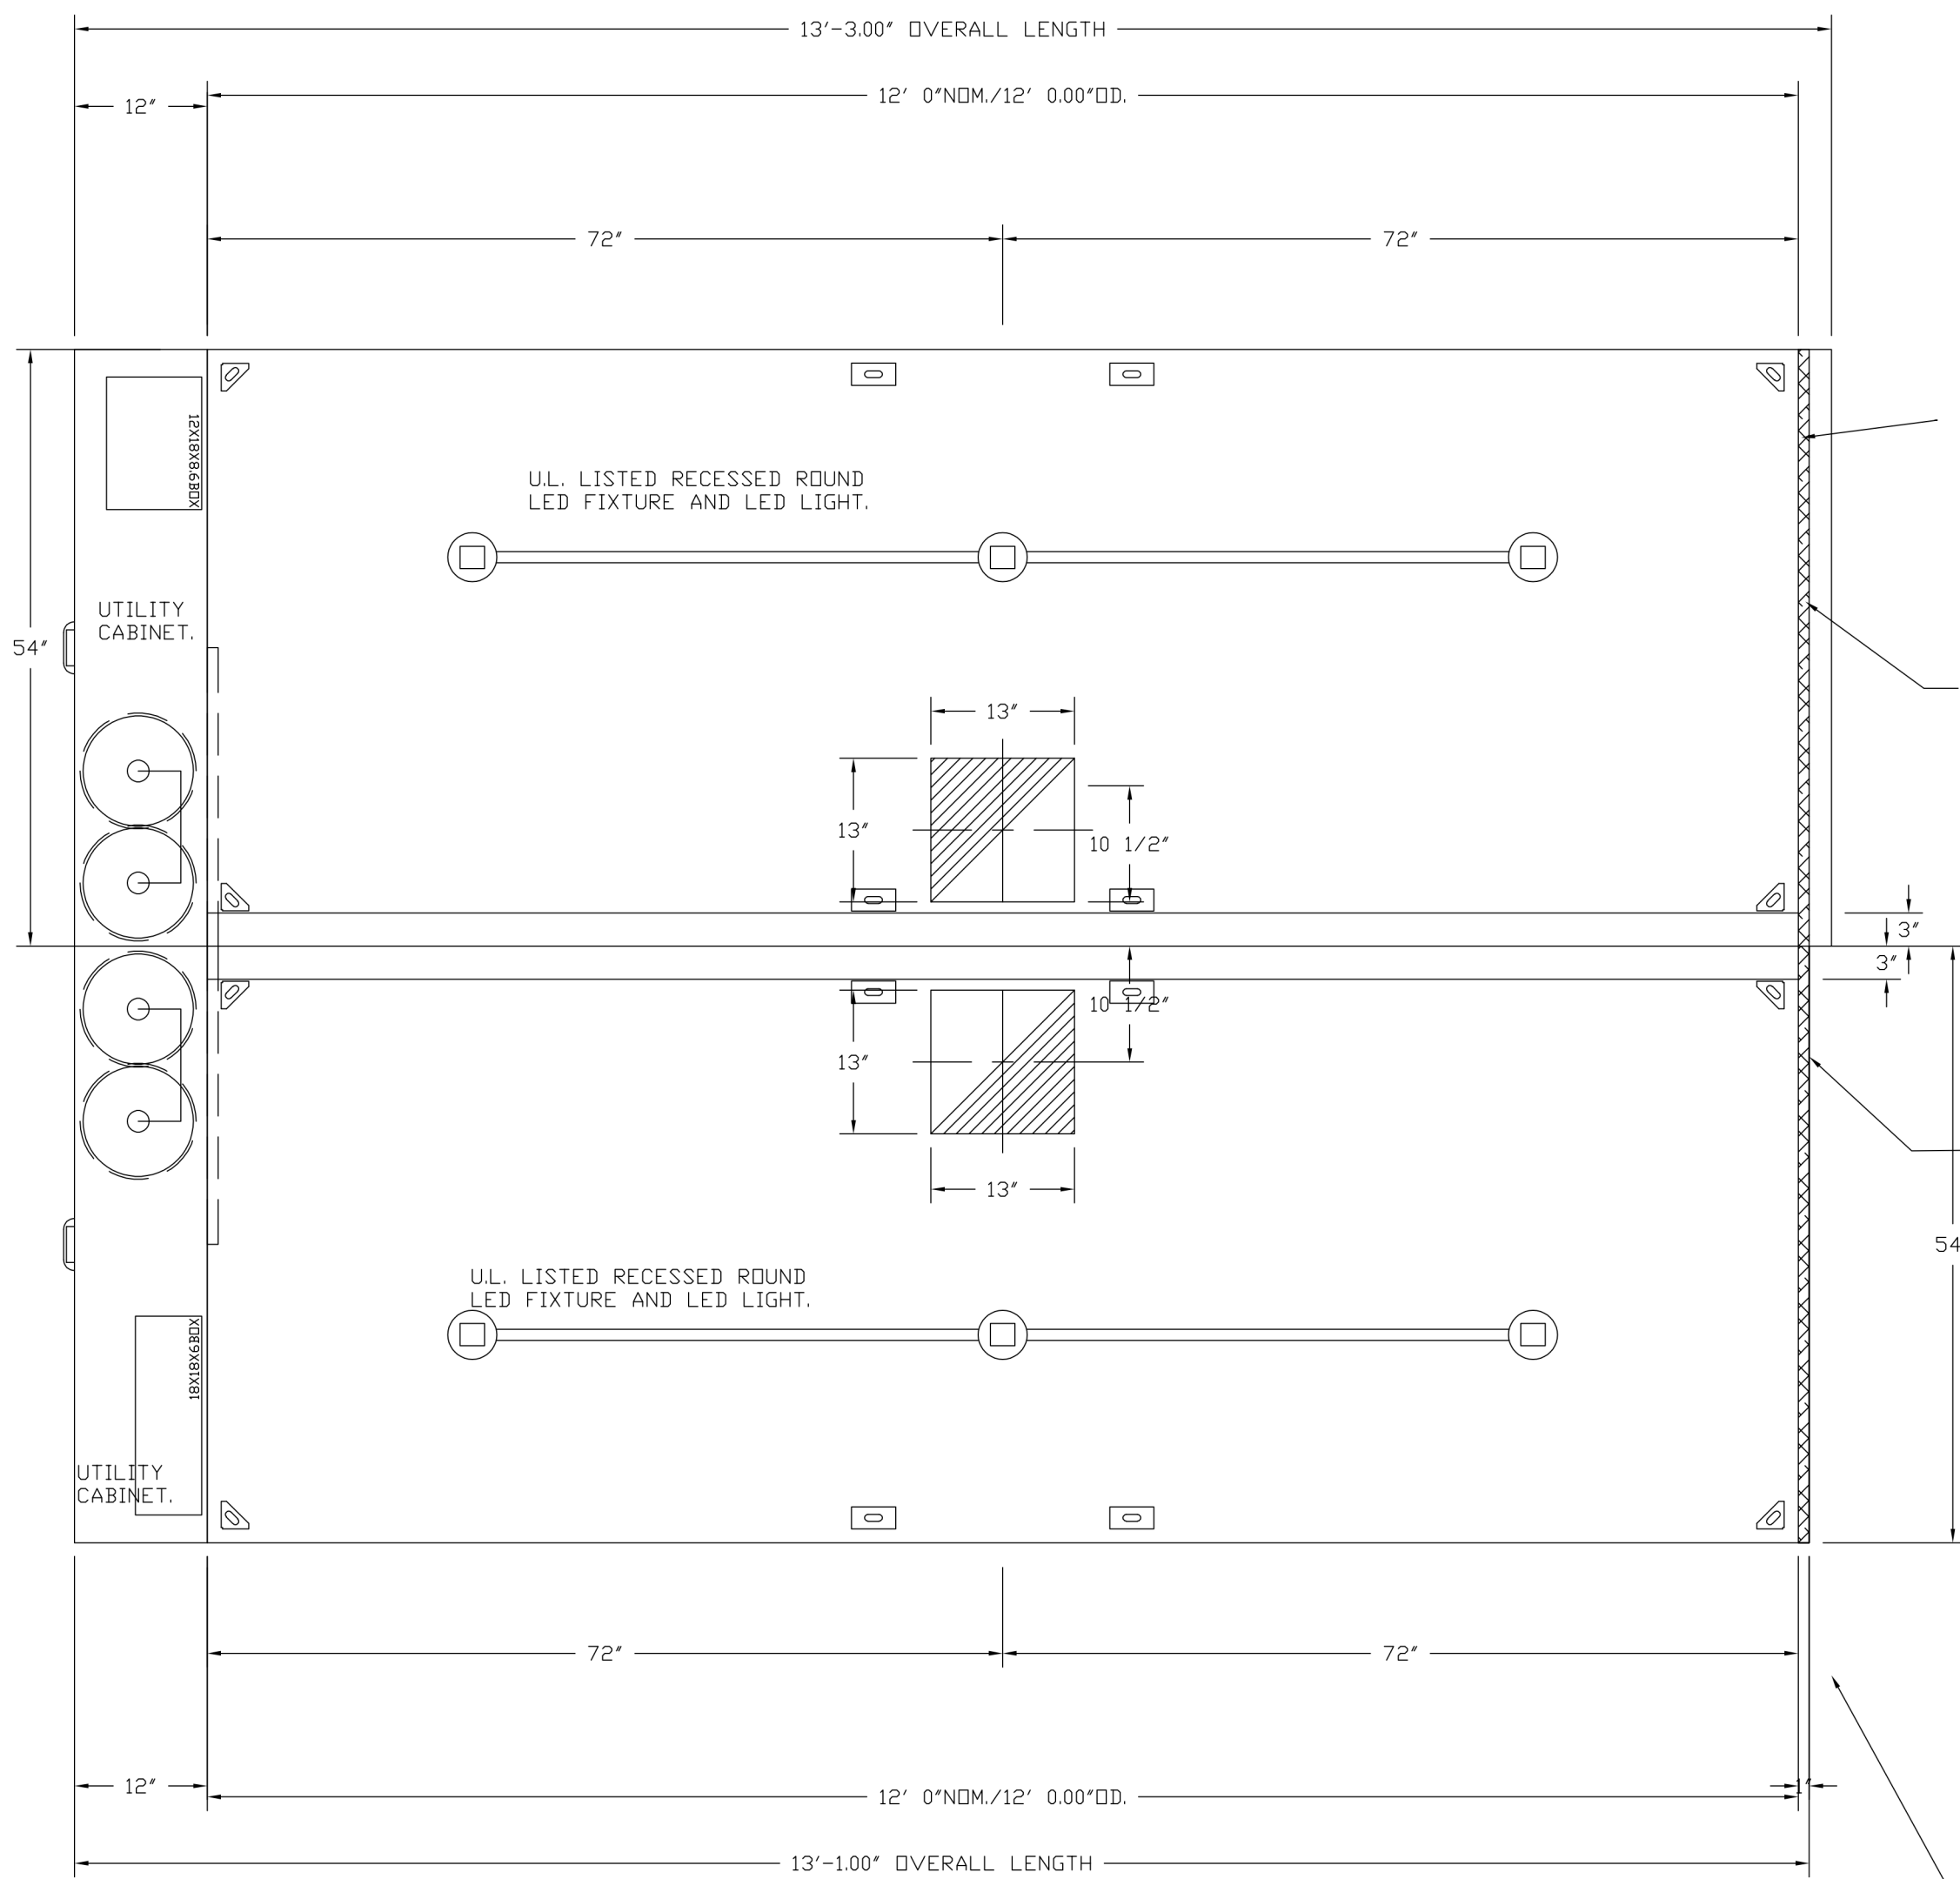 13'-3.00" OVERALL LENGTH
12' 0"NOM./12' 0.00"OD.
12"
72"
72"
12X18X8.6BOX
U.L. LISTED RECESSED ROUND
LED FIXTURE AND LED LIGHT.
UTILITY
CABINET.
54"
13"
13"
10 1/2"
3"
3"
10 1/2"
13"
13"
54
U.L. LISTED RECESSED ROUND
LED FIXTURE AND LED LIGHT.
18X18X6BOX
UTILITY
CABINET.
72"
72"
12"
1"
12' 0"NOM./12' 0.00"OD.
13'-1.00" OVERALL LENGTH